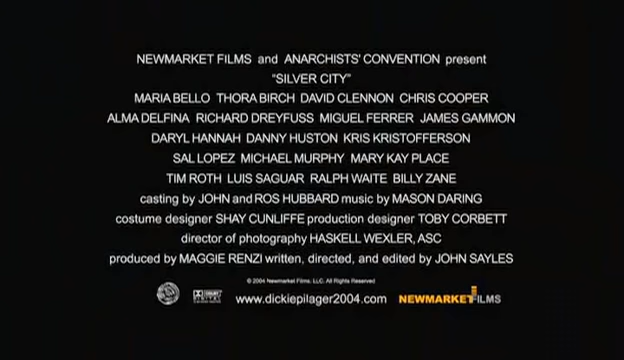 NEWMARKET FILMS and ANARCHISTS' CONVENTION present
"SILVER CITY"
MARIA BELLO THORA BIRCH DAVID CLENNON CHRIS COOPER
ALMA DELFINA RICHARD DREYFUSS MIGUEL FERRER JAMES GAMMON
DARYL HANNAH DANNY HUSTON KRIS KRISTOFFERSON
SAL LOPEZ MICHAEL MURPHY MARY KAY PLACE
TIM ROTH LUIS SAGUAR RALPH WAITE BILLY ZANE
casting by JOHN and ROS HUBBARD music by MASON DARING
costume designer SHAY CUNLIFFE production designer TOBY CORBETT
director of photography HASKELL WEXLER, ASC
produced by MAGGIE RENZI written, directed, and edited by JOHN SAYLES
© 2004 Newmarket Films, LLC. All Rights Reserved
DOLBY DIGITAL www.dickiepilager2004.com NEWMARKET FILMS